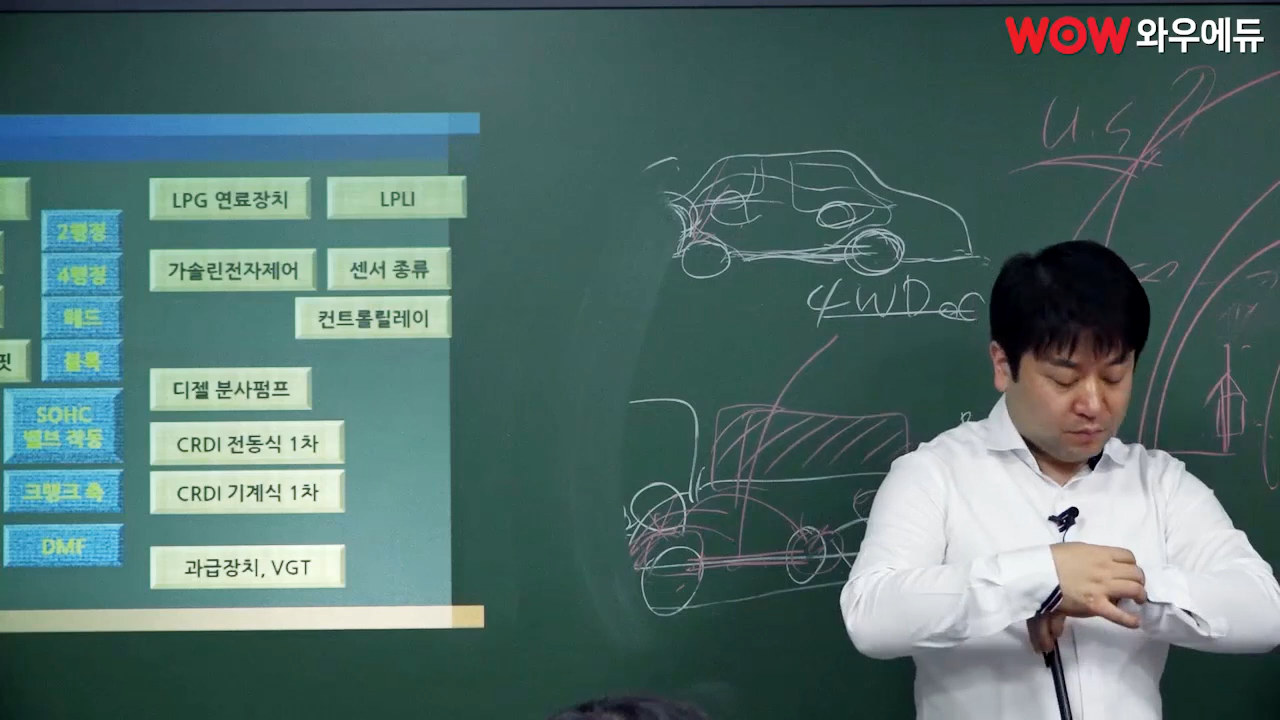 WOW 와우에듀
U.S
LPG 연료장치
LPLI
2행정
가솔린전자제어
센서 종류
4행정
컨트롤릴레이
헤드
4WD
핏
블록
디젤 분사펌프
SOHC
밸브 작동
CRDI 전동식 1차
크랭크 축
CRDI 기계식 1차
DMF
과급장치, VGT